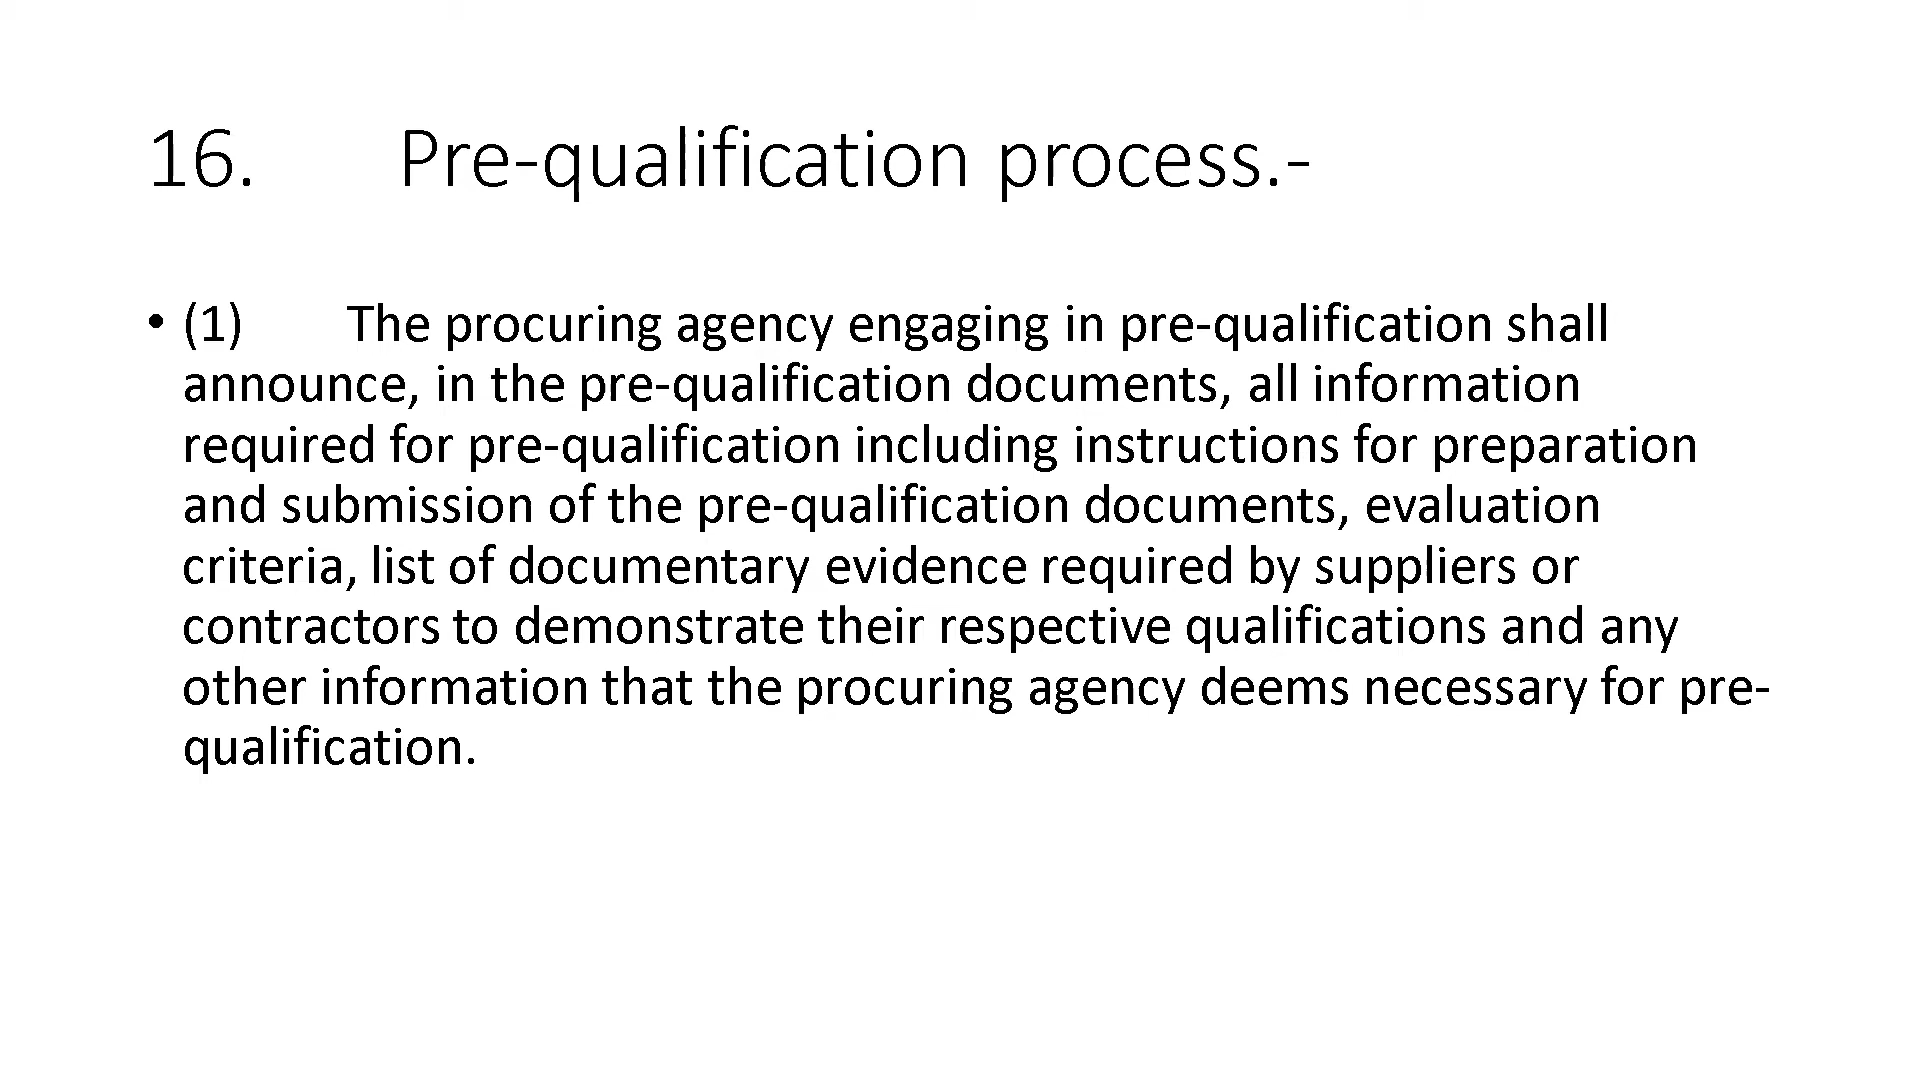 16. Pre-qualification process.-
• (1) The procuring agency engaging in pre-qualification shall
announce, in the pre-qualification documents, all information
required for pre-qualification including instructions for preparation
and submission of the pre-qualification documents, evaluation
criteria, list of documentary evidence required by suppliers or
contractors to demonstrate their respective qualifications and any
other information that the procuring agency deems necessary for pre-
qualification.